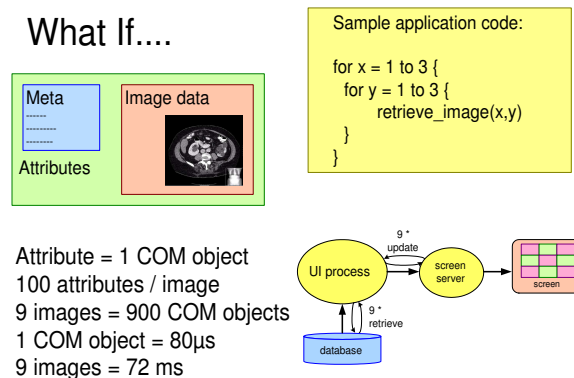 What If....
Meta
------
---------
--------
Image data
Attributes
Sample application code:
for x = 1 to 3 {
for y = 1 to 3 {
retrieve_image(x,y)
}
}
Attribute = 1 COM object
100 attributes / image
9 images = 900 COM objects
1 COM object = 80µs
9 images = 72 ms
9 *
update
UI process
screen
server
screen
9 *
retrieve
database